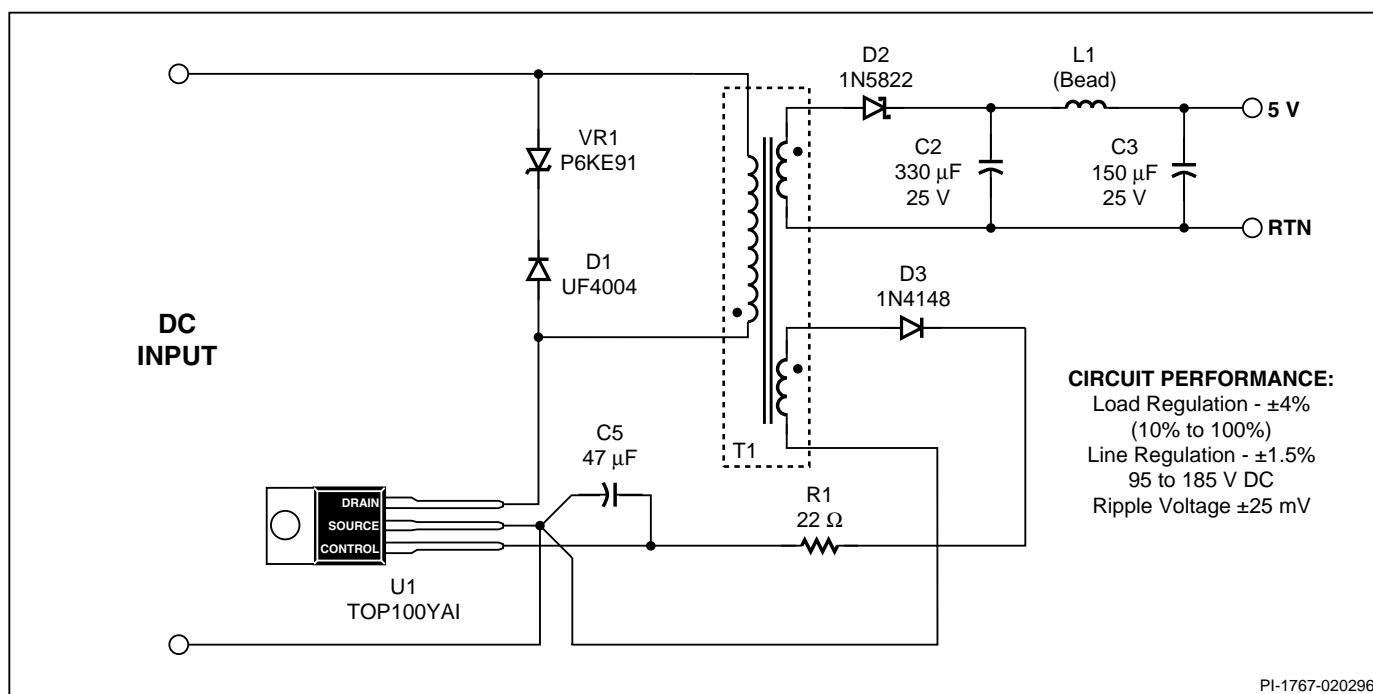 D2
1N5822
L1
(Bead)
5 V
VR1
P6KE91
C2
330 μF
25 V
C3
150 μF
25 V
RTN
D1
UF4004
D3
1N4148
DC
INPUT
CIRCUIT PERFORMANCE:
Load Regulation - ±4%
(10% to 100%)
Line Regulation - ±1.5%
95 to 185 V DC
Ripple Voltage ±25 mV
T1
C5
47 μF
R1
22 Ω
DRAIN
SOURCE
CONTROL
U1
TOP100YAI
PI-1767-020296